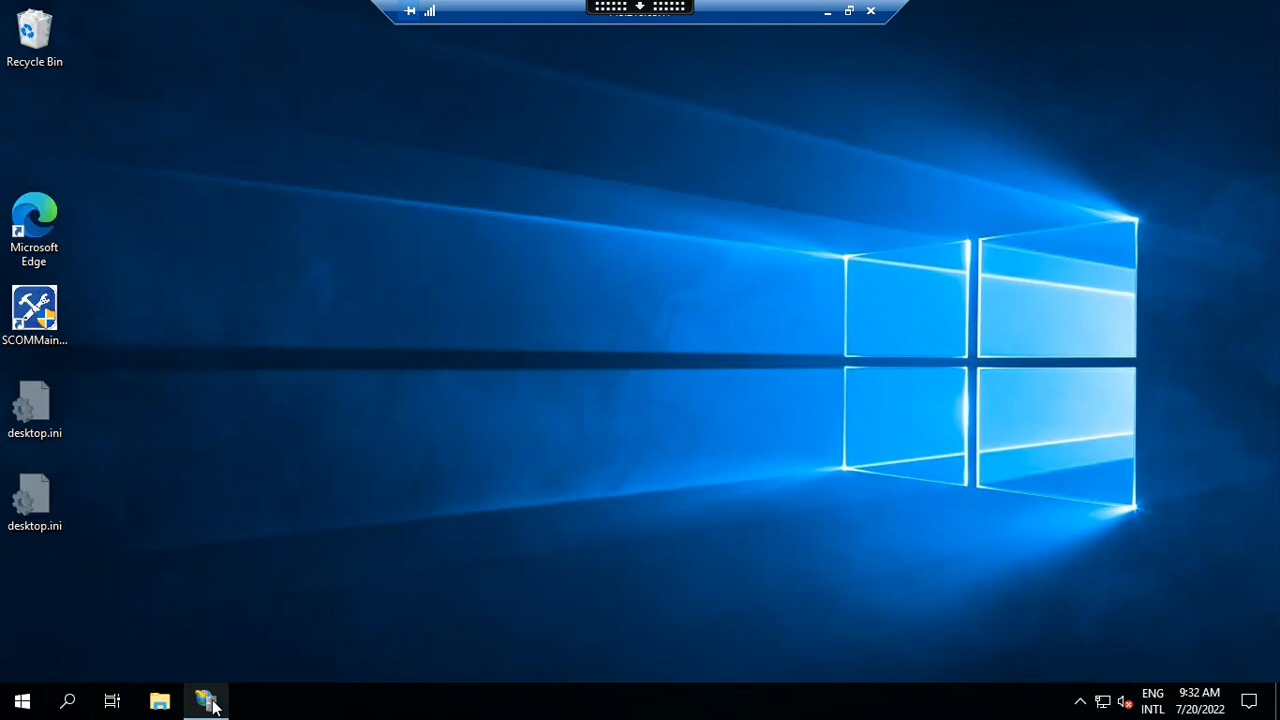 Recycle Bin
Microsoft
Edge
SCOMMain...
desktop.ini
desktop.ini
ENG
INTL
9:32 AM
7/20/2022